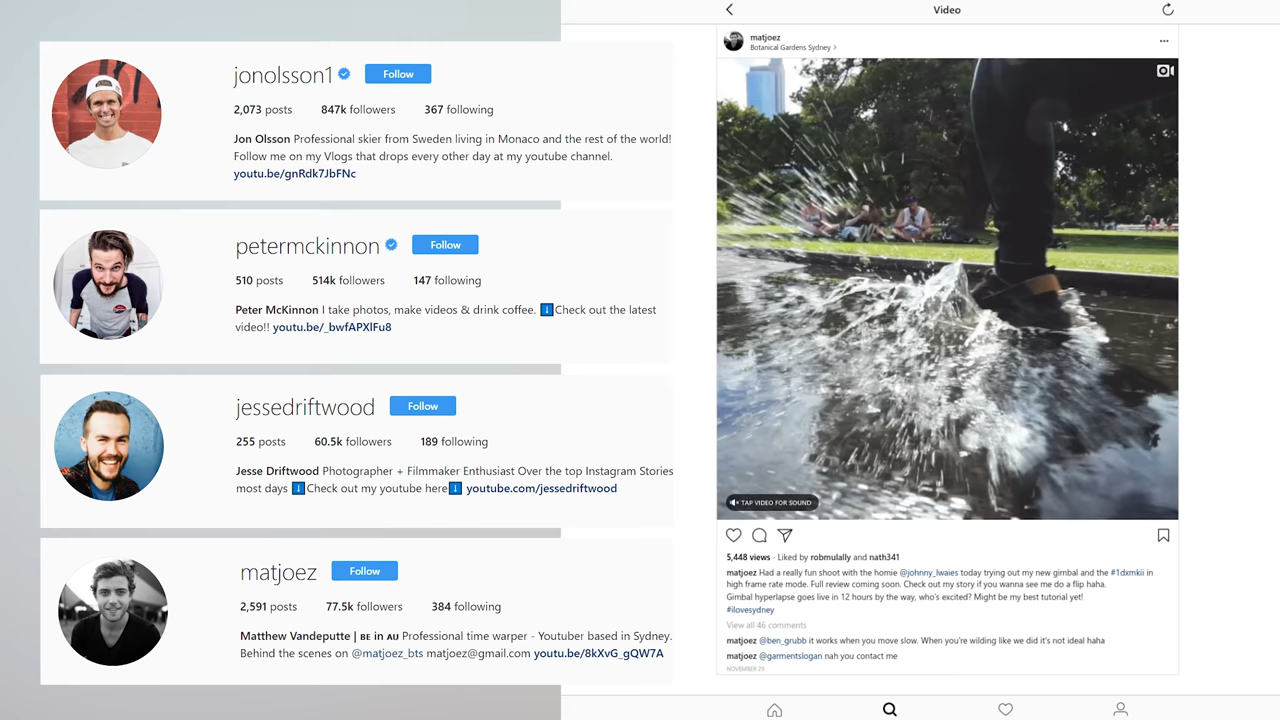 jonolsson1 Follow
2,073 posts 847k followers 367 following
Jon Olsson Professional skier from Sweden living in Monaco and the rest of the world!
Follow me on my Vlogs that drops every other day at my youtube channel.
youtu.be/gnRdk7JbFNc
petermckinnon Follow
510 posts 514k followers 147 following
Peter McKinnon I take photos, make videos & drink coffee. ⬇Check out the latest
video!! youtu.be/_bwfAPXlFu8
jessedriftwood Follow
255 posts 60.5k followers 189 following
Jesse Driftwood Photographer + Filmmaker Enthusiast Over the top Instagram Stories
most days ⬇Check out my youtube here⬇ youtube.com/jessedriftwood
matjoez Follow
2,591 posts 77.5k followers 384 following
Matthew Vandeputte | ʙᴇ in ᴀᴜ Professional time warper - Youtuber based in Sydney.
Behind the scenes on @matjoez_bts matjoez@gmail.com youtu.be/8kXvG_gQW7A
Video
matjoez
Botanical Gardens Sydney >
TAP VIDEO FOR SOUND
5,448 views · Liked by robmulally and nath341
matjoez Had a really fun shoot with the homie @johnny_lwaies today trying out my new gimbal and the #1dxmkii in
high frame rate mode. Full review coming soon. Check out my story if you wanna see me do a flip haha.
Gimbal hyperlapse goes live in 12 hours by the way, who's excited? Might be my best tutorial yet!
#ilovesydney
View all 46 comments
matjoez @ben_grubb it works when you move slow. When you're wilding like we did it's not ideal haha
matjoez @garmentslogan nah you contact me
NOVEMBER 29